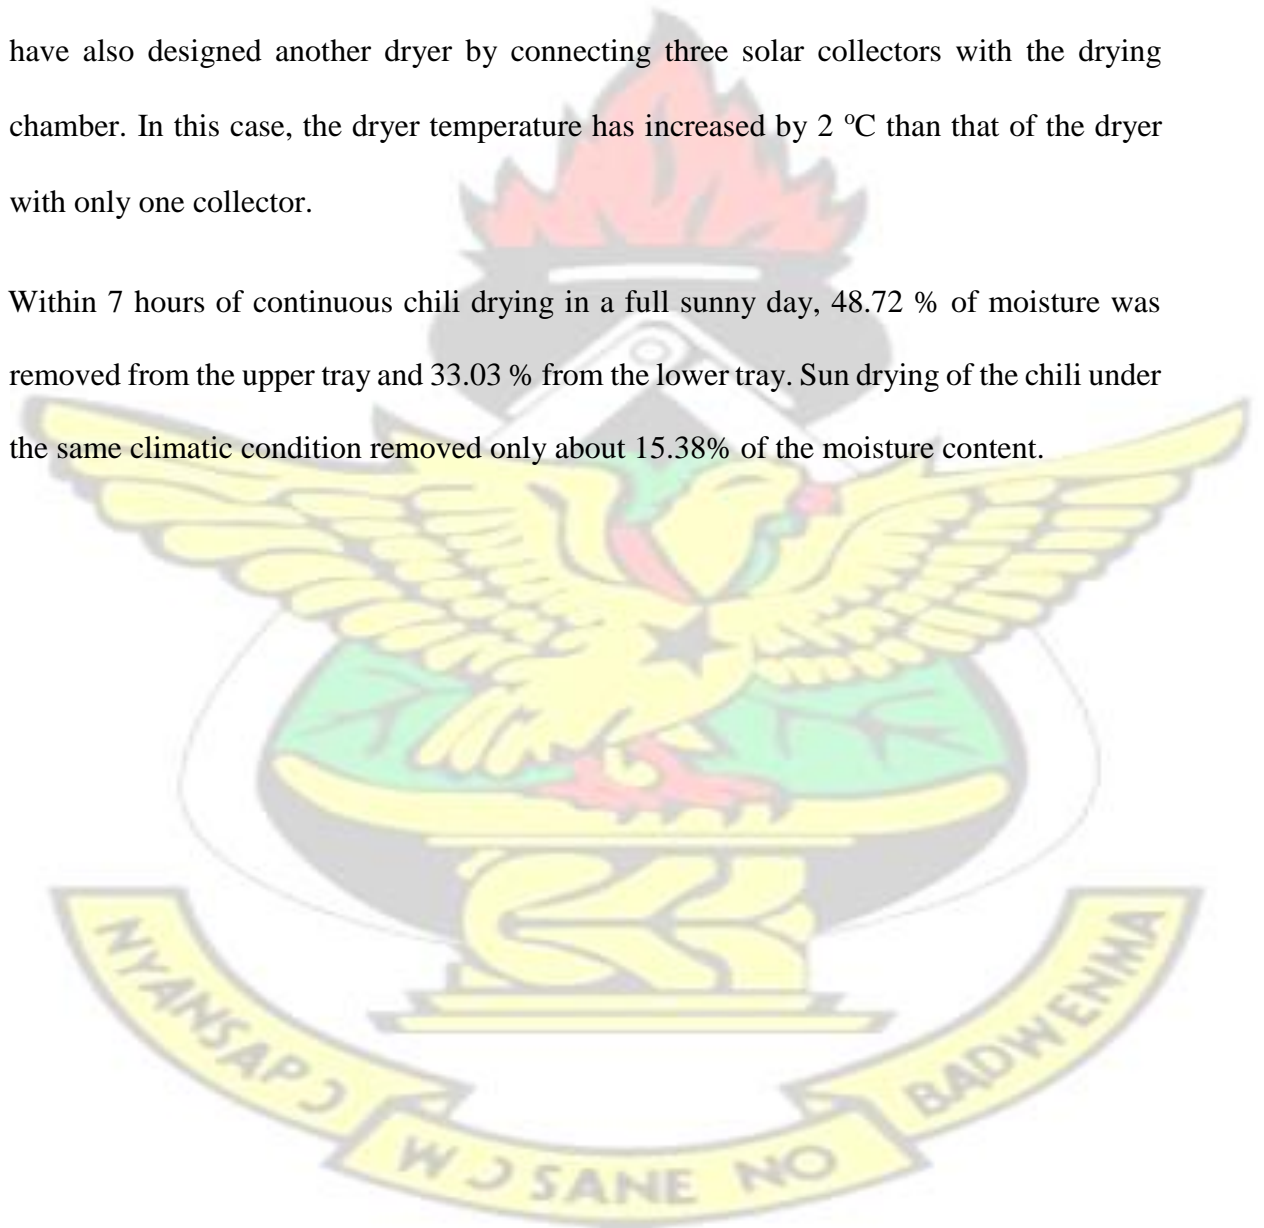 have also designed another dryer by connecting three solar collectors with the drying
chamber. In this case, the dryer temperature has increased by 2 ºC than that of the dryer
with only one collector.
Within 7 hours of continuous chili drying in a full sunny day, 48.72 % of moisture was
removed from the upper tray and 33.03 % from the lower tray. Sun drying of the chili under
the same climatic condition removed only about 15.38% of the moisture content.
NYANSAPƆ
WƆSANE NO
BADWENMA